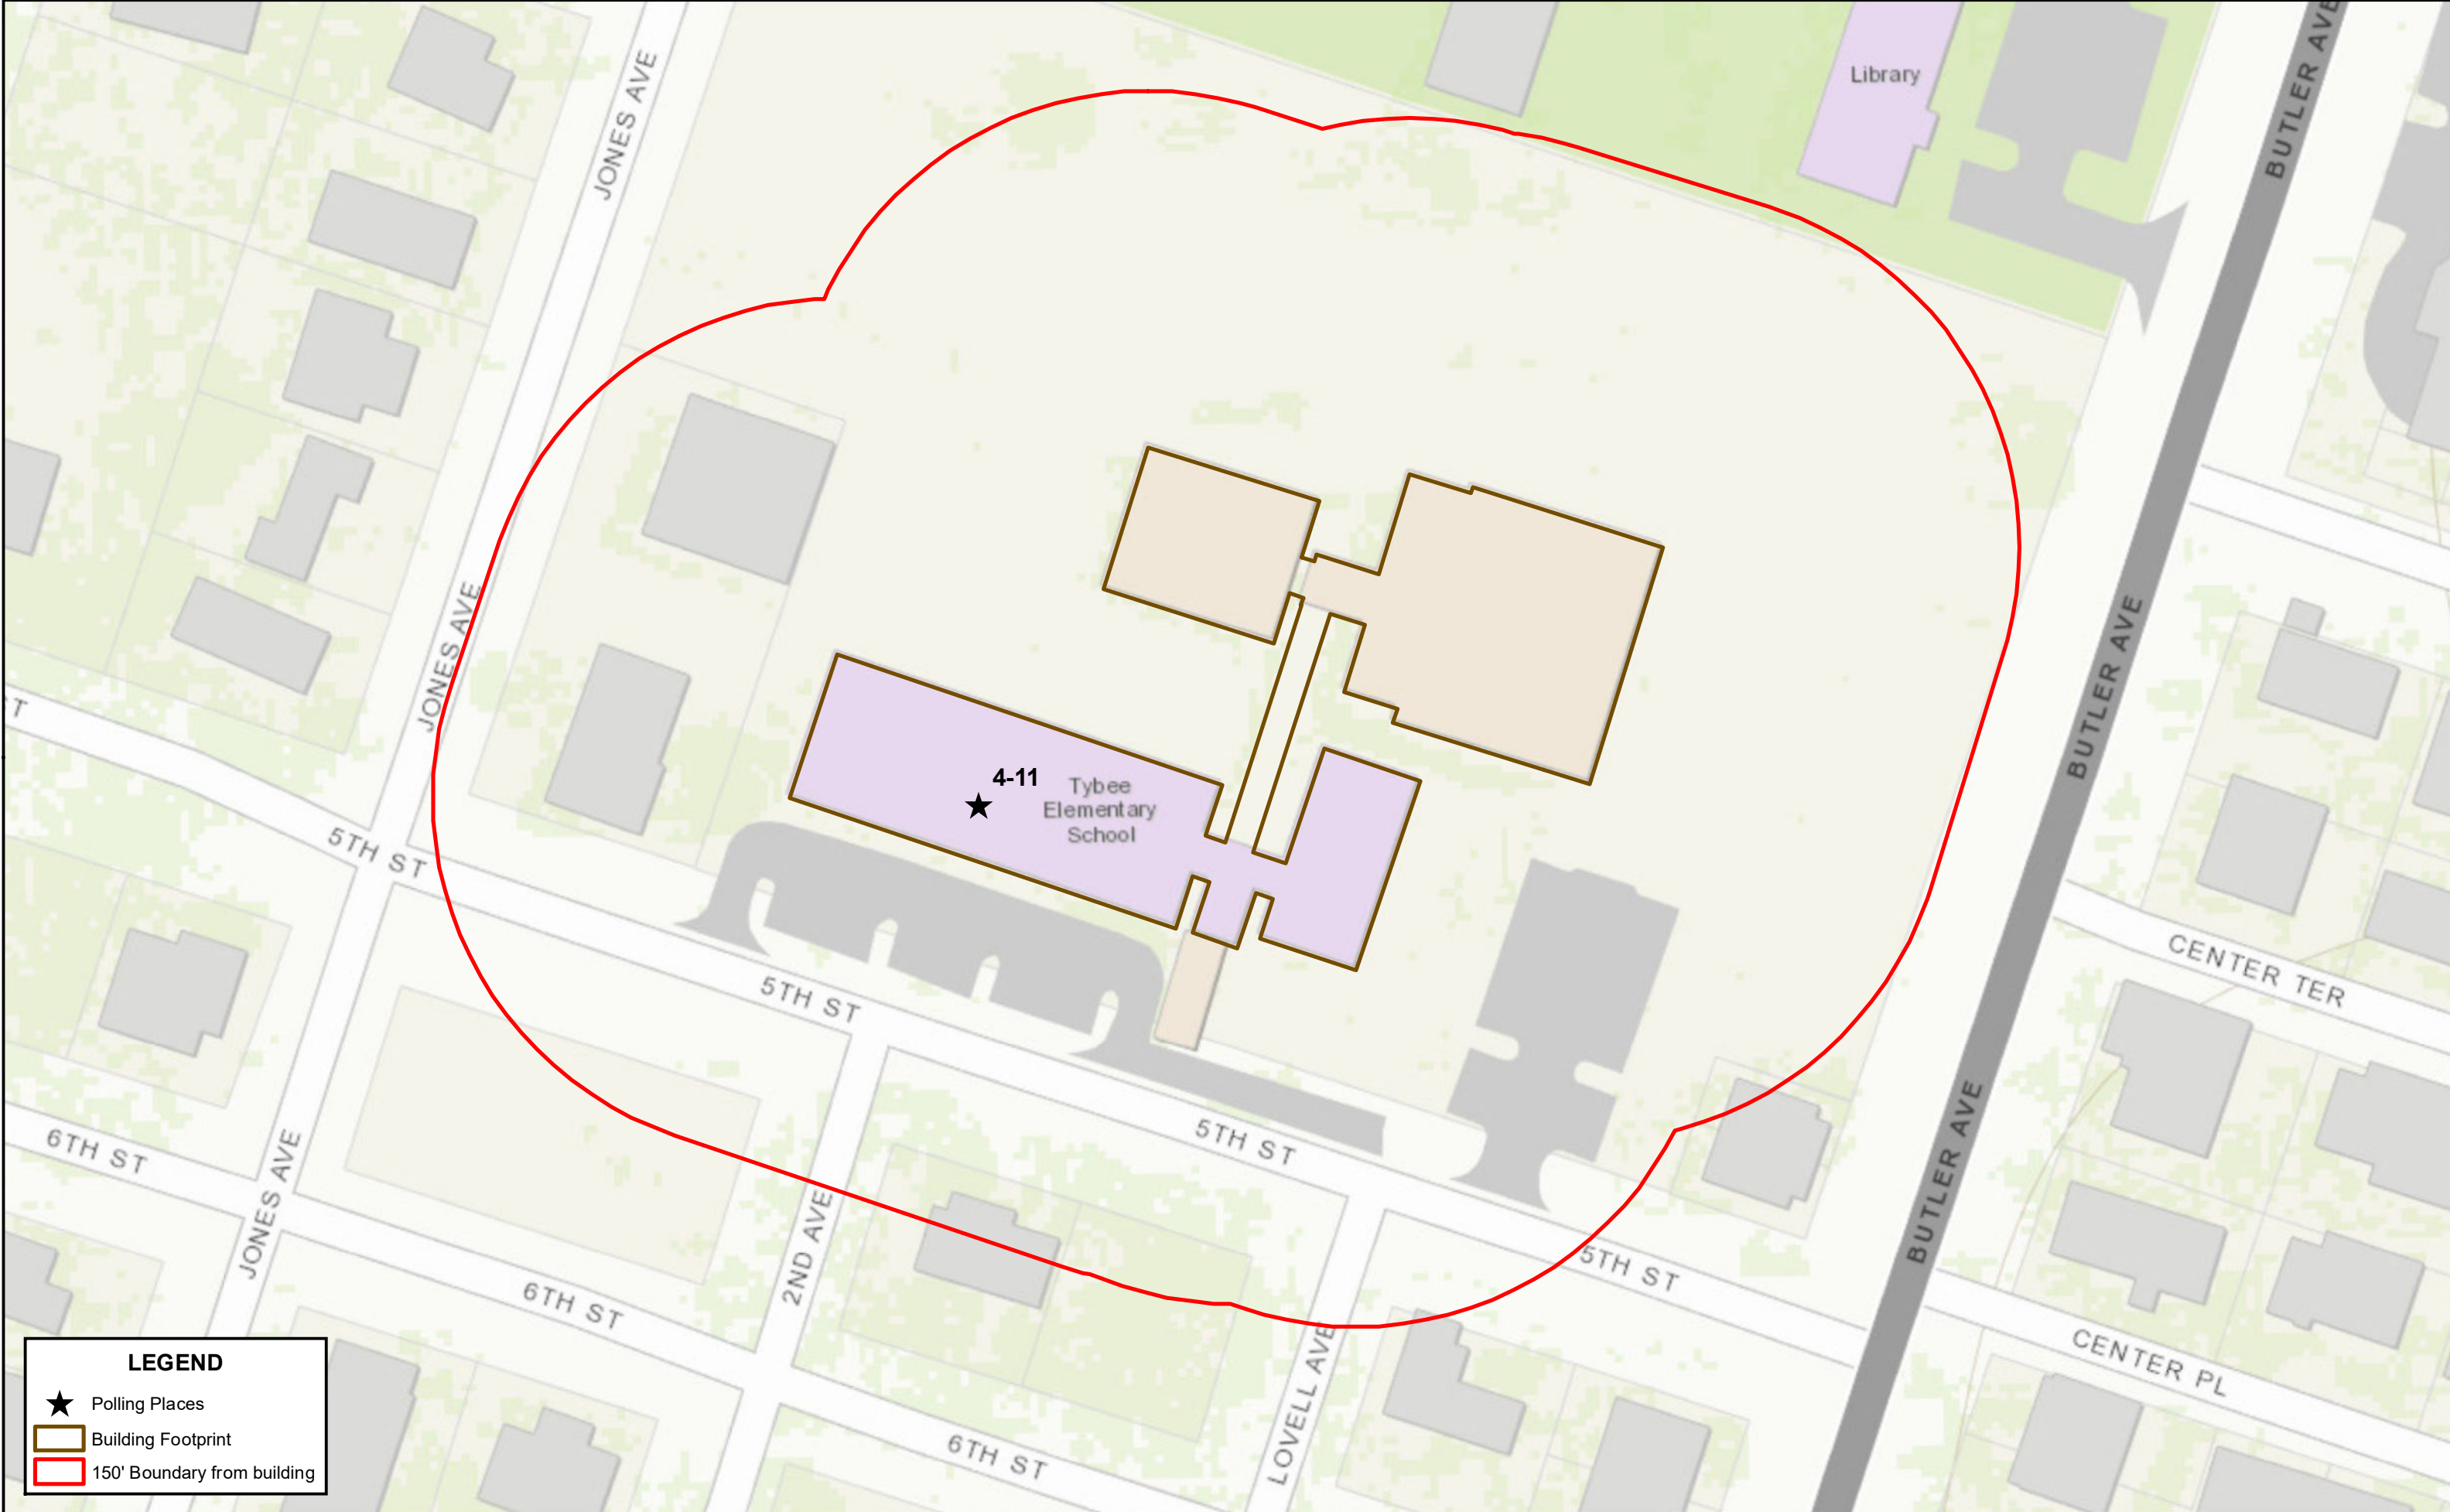 BUTLER AVE
Library
JONES AVE
BUTLER AVE
JONES AVE
ST
4-11
Tybee
Elementary
School
5TH ST
CENTER TER
5TH ST
5TH ST
6TH ST
JONES AVE
2ND AVE
BUTLER AVE
5TH ST
6TH ST
CENTER PL
LOVELL AVE
6TH ST
LEGEND
Polling Places
Building Footprint
150' Boundary from building